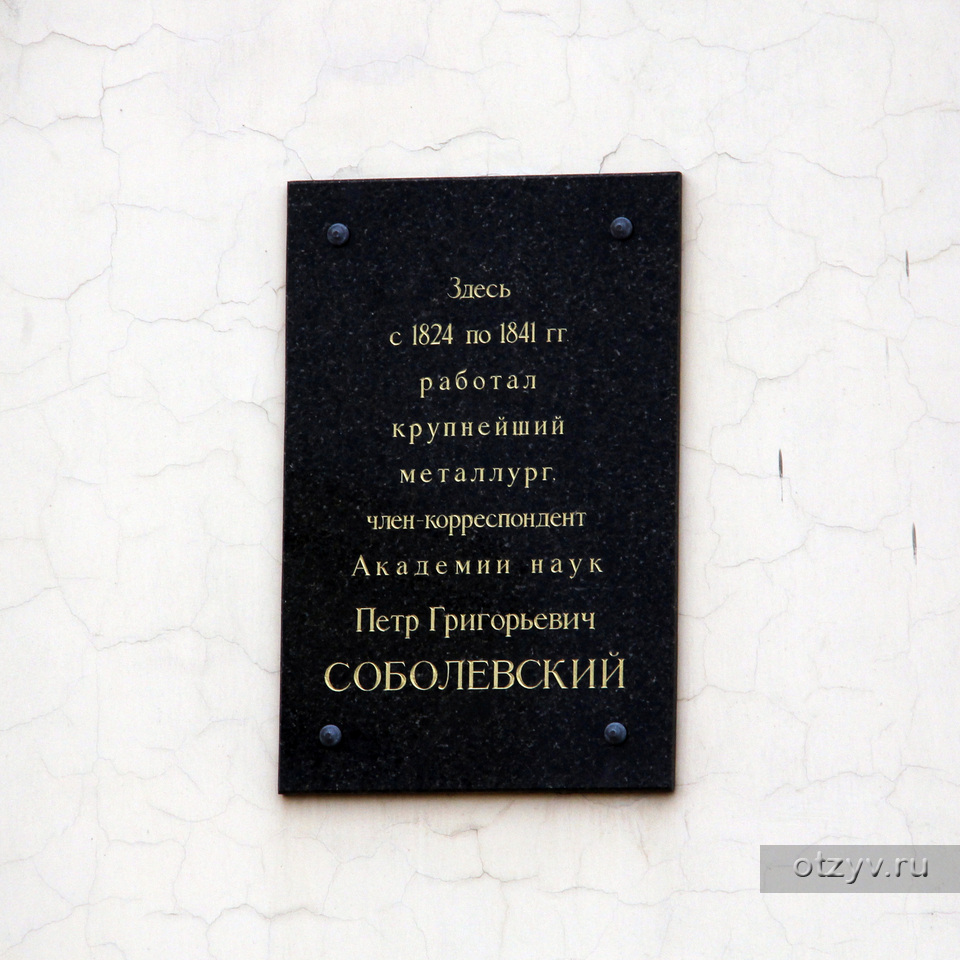 Здесь
с 1824 по 1841 гг
работал
крупнейший
металлург,
член-корреспондент
Академии наук
Петр Григорьевич
СОБОЛЕВСКИЙ
otzyv.ru